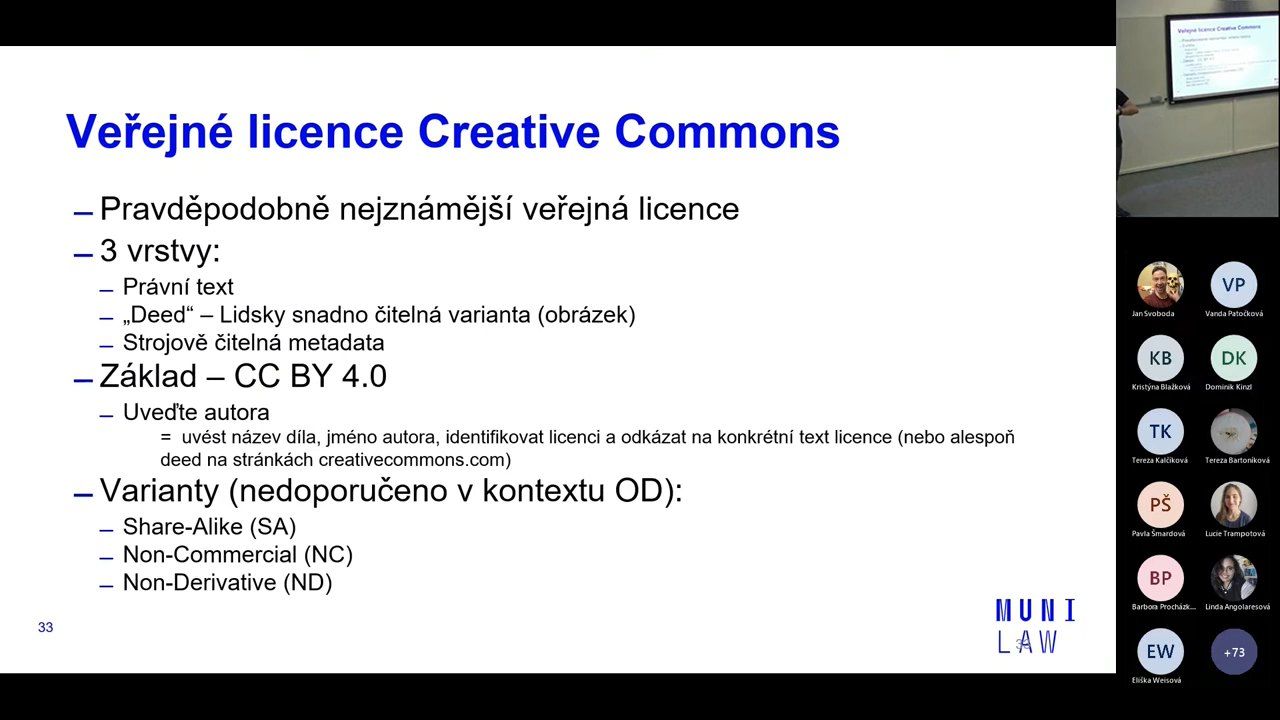 Veřejné licence Creative Commons
– Pravděpodobně nejznámější veřejná licence
– 3 vrstvy:
– Právní text
– „Deed“ – Lidsky snadno čitelná varianta (obrázek)
– Strojově čitelná metadata
– Základ – CC BY 4.0
– Uveďte autora
= uvést název díla, jméno autora, identifikovat licenci a odkázat na konkrétní text licence (nebo alespoň
deed na stránkách creativecommons.com)
– Varianty (nedoporučeno v kontextu OD):
– Share-Alike (SA)
– Non-Commercial (NC)
– Non-Derivative (ND)
33
MUNI
LAW
Veřejné licence Creative Commons
VP
Jan Svoboda
Vanda Patočková
KB
DK
Kristýna Blažková
Dominik Kinzl
TK
Tereza Kalčíková
Tereza Bartoníková
PŠ
Pavla Šmardová
Lucie Trampotová
BP
Barbora Procházk...
Linda Angolaresová
EW
+73
Eliška Weisová